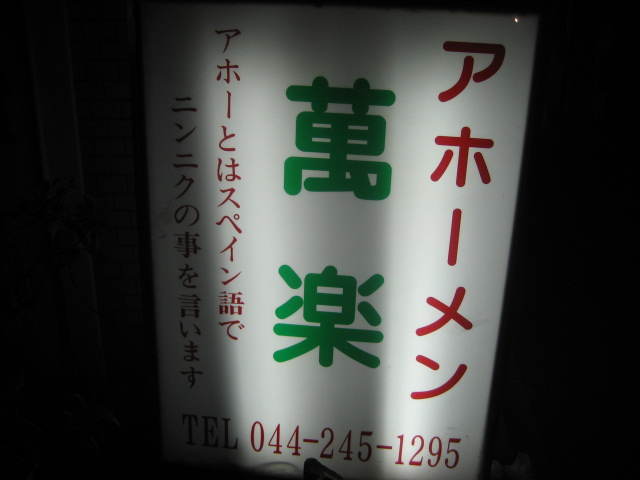 アホーメン
萬楽
アホーとはスペイン語で
ニンニクの事を言います
TEL 044-245-1295